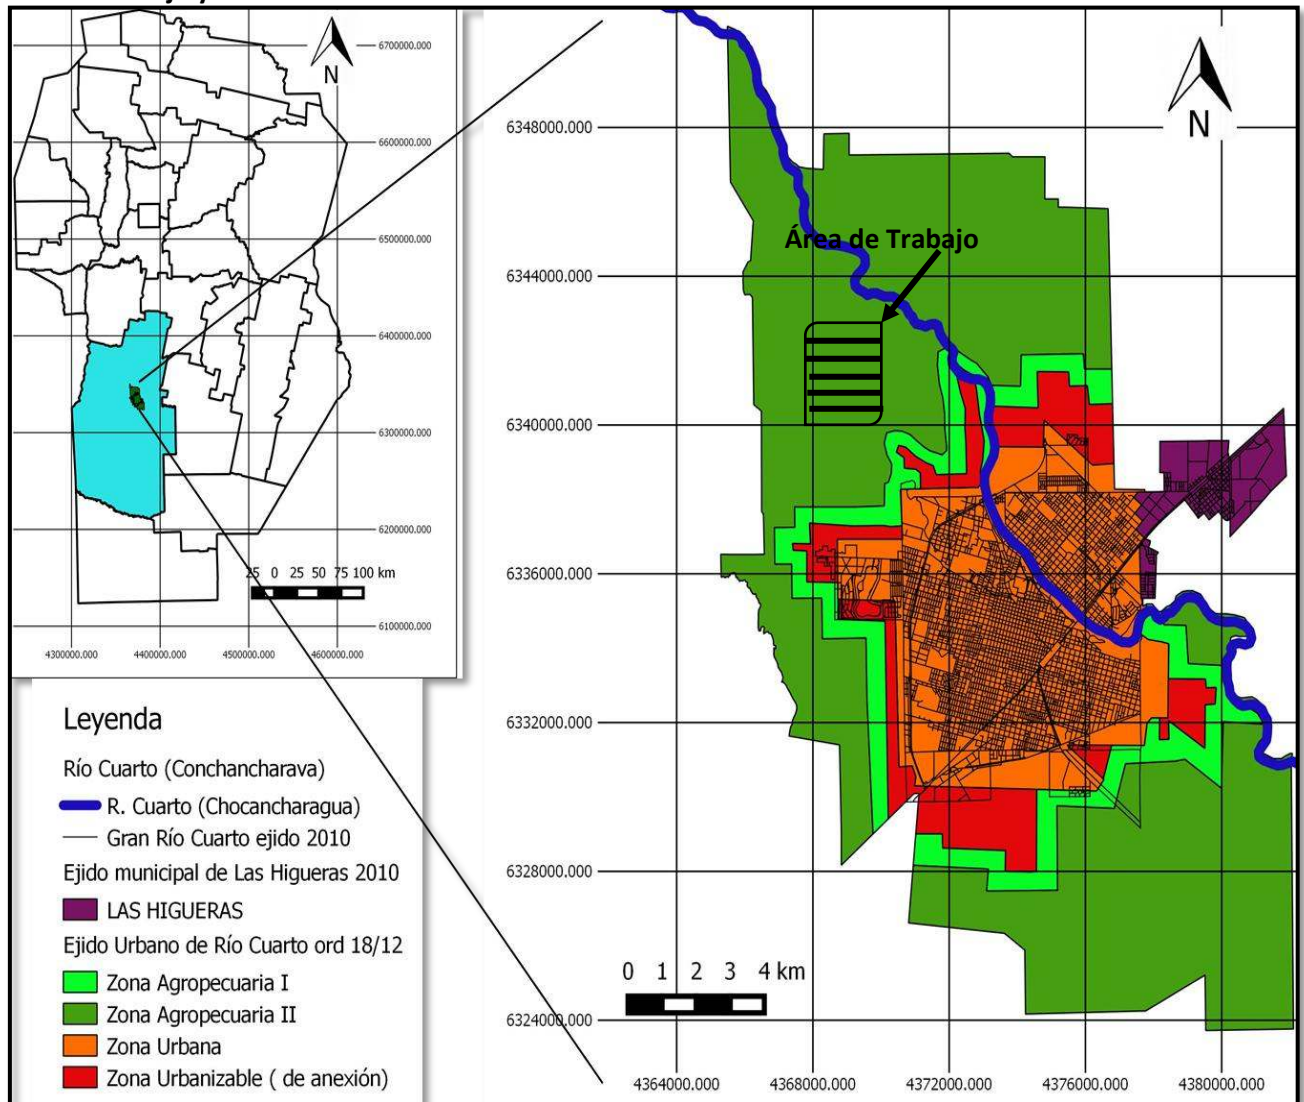 N
6700000.000
6600000.000
6500000.000
6400000.000
6300000.000
6200000.000
6100000.000
25 0 25 50 75 100 km
4300000.000 4400000.000 4500000.000 4600000.000
Leyenda
Río Cuarto (Conchancharava)
R. Cuarto (Chocancharagua)
Gran Río Cuarto ejido 2010
Ejido municipal de Las Higueras 2010
LAS HIGUERAS
Ejido Urbano de Río Cuarto ord 18/12
Zona Agropecuaria I
Zona Agropecuaria II
Zona Urbana
Zona Urbanizable ( de anexión)
N
Área de Trabajo
6348000.000
6344000.000
6340000.000
6336000.000
6332000.000
6328000.000
6324000.000
0 1 2 3 4 km
4364000.000 4368000.000 4372000.000 4376000.000 4380000.000